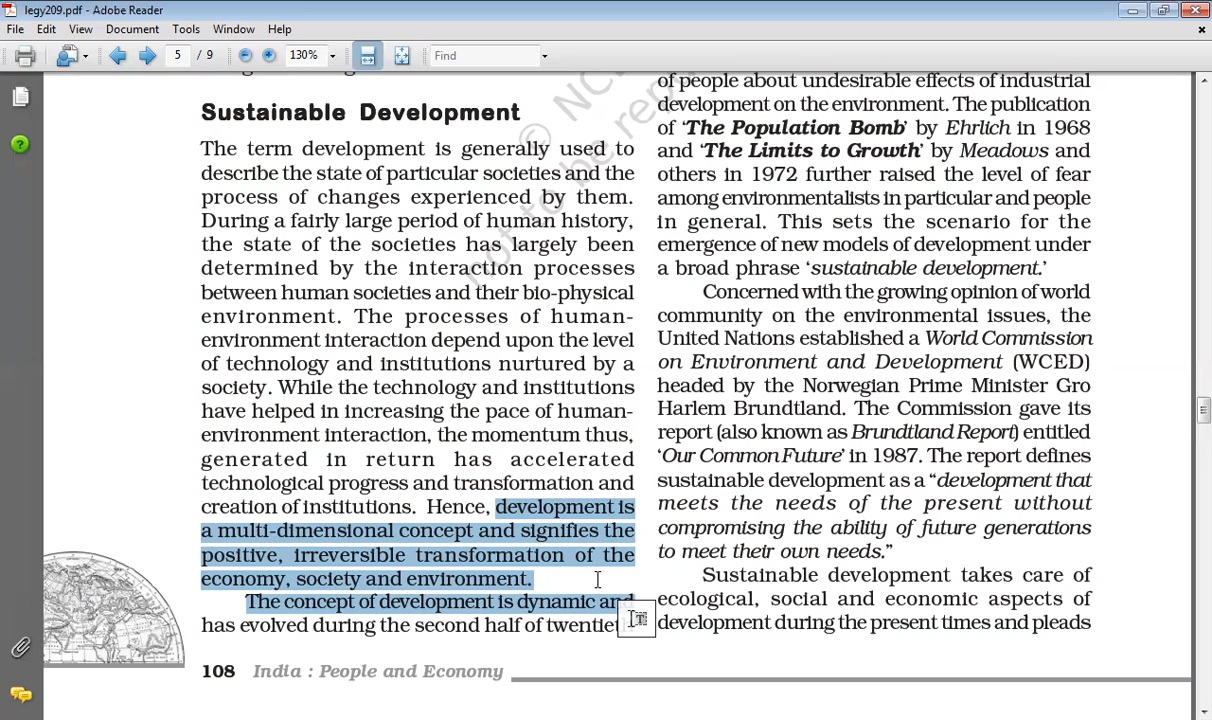 legy209.pdf - Adobe Reader
File Edit View Document Tools Window Help
5 / 9 130% Find
Sustainable Development
The term development is generally used to
describe the state of particular societies and the
process of changes experienced by them.
During a fairly large period of human history,
the state of the societies has largely been
determined by the interaction processes
between human societies and their bio-physical
environment. The processes of human-
environment interaction depend upon the level
of technology and institutions nurtured by a
society. While the technology and institutions
have helped in increasing the pace of human-
environment interaction, the momentum thus,
generated in return has accelerated
technological progress and transformation and
creation of institutions. Hence, development is
a multi-dimensional concept and signifies the
positive, irreversible transformation of the
economy, society and environment.
The concept of development is dynamic and
has evolved during the second half of
108 India : People and Economy
of people about undesirable effects of industrial
development on the environment. The publication
of ‘The Population Bomb’ by Ehrlich in 1968
and ‘The Limits to Growth’ by Meadows and
others in 1972 further raised the level of fear
among environmentalists in particular and people
in general. This sets the scenario for the
emergence of new models of development under
a broad phrase ‘sustainable development.’
Concerned with the growing opinion of world
community on the environmental issues, the
United Nations established a World Commission
on Environment and Development (WCED)
headed by the Norwegian Prime Minister Gro
Harlem Brundtland. The Commission gave its
report (also known as Brundtland Report) entitled
‘Our Common Future’ in 1987. The report defines
sustainable development as a “development that
meets the needs of the present without
compromising the ability of future generations
to meet their own needs.”
Sustainable development takes care of
ecological, social and economic aspects of
development during the present times and pleads
© NC
not to be rep